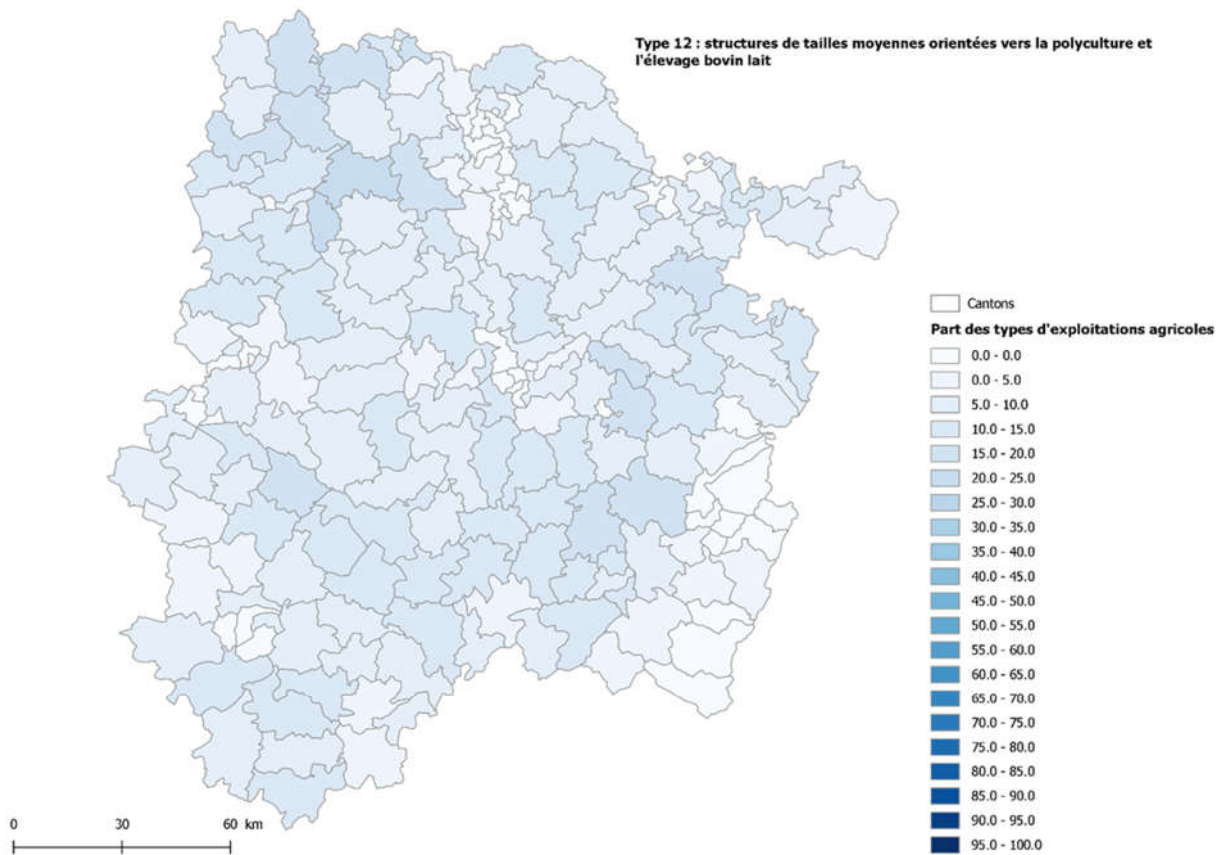 Type 12 : structures de tailles moyennes orientées vers la polyculture et
l'élevage bovin lait
Cantons
Part des types d'exploitations agricoles
0.0 - 0.0
0.0 - 5.0
5.0 - 10.0
10.0 - 15.0
15.0 - 20.0
20.0 - 25.0
25.0 - 30.0
30.0 - 35.0
35.0 - 40.0
40.0 - 45.0
45.0 - 50.0
50.0 - 55.0
55.0 - 60.0
60.0 - 65.0
65.0 - 70.0
70.0 - 75.0
75.0 - 80.0
80.0 - 85.0
85.0 - 90.0
90.0 - 95.0
95.0 - 100.0
0 30 60 km